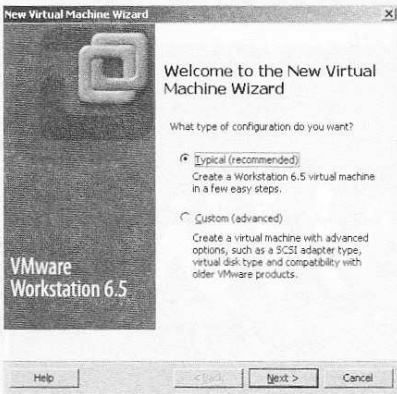 New Virtual Machine Wizard
Welcome to the New Virtual
Machine Wizard
What type of configuration do you want?
Typical (recommended)
Create a Workstation 6.5 virtual machine
in a few easy steps.
Custom (advanced)
Create a virtual machine with advanced
options, such as a SCSI adapter type,
virtual disk type and compatibility with
older VMware products.
VMware
Workstation 6.5
Help
< Back
Next >
Cancel